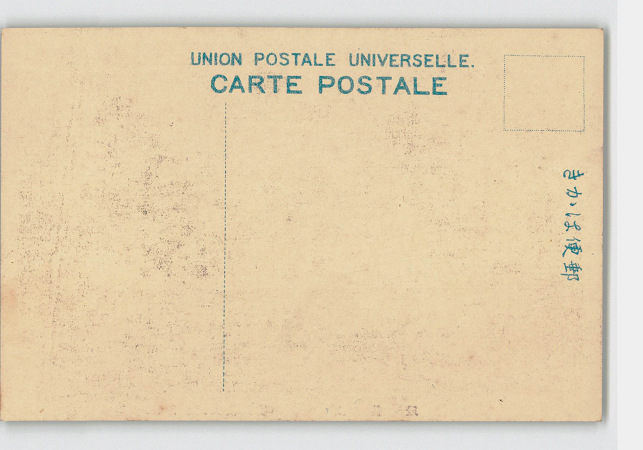 UNION POSTALE UNIVERSELLE.
CARTE POSTALE
きかは便郵